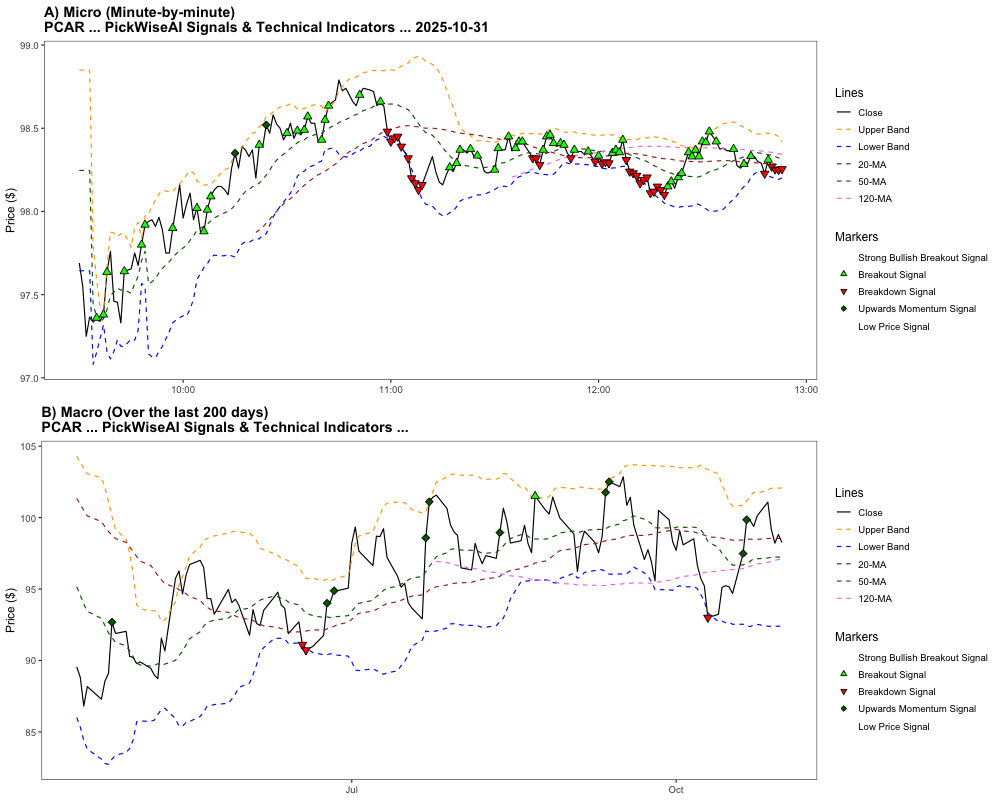 A) Micro (Minute-by-minute)
PCAR ... PickWiseAI Signals & Technical Indicators ... 2025-10-31
99.0
98.5
98.0
97.5
97.0
Price ($)
10:00
11:00
12:00
13:00
Lines
Close
Upper Band
Lower Band
20-MA
50-MA
120-MA
Markers
Strong Bullish Breakout Signal
Breakout Signal
Breakdown Signal
Upwards Momentum Signal
Low Price Signal
B) Macro (Over the last 200 days)
PCAR ... PickWiseAI Signals & Technical Indicators ...
105
100
95
90
85
Price ($)
Jul
Oct
Lines
Close
Upper Band
Lower Band
20-MA
50-MA
120-MA
Markers
Strong Bullish Breakout Signal
Breakout Signal
Breakdown Signal
Upwards Momentum Signal
Low Price Signal